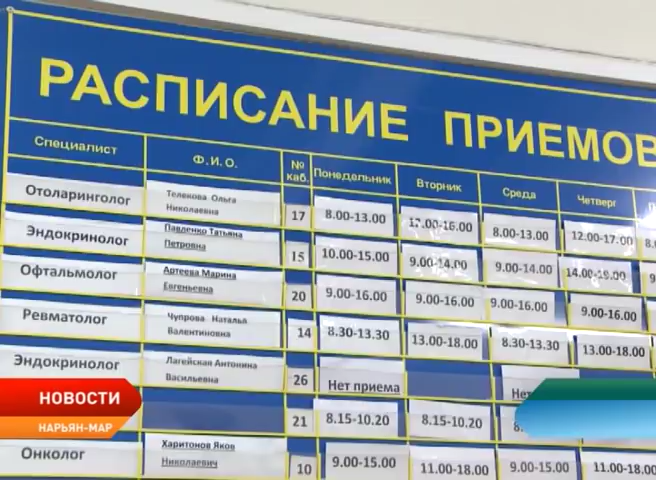 РАСПИСАНИЕ ПРИЕМОВ
Специалист Ф.И.О. № каб. Понедельник Вторник Среда Четверг
Отоларинголог Телекова Ольга Николаевна 17 8.00-13.00 12.00-16.00 8.00-13.00 12.00-17.00
Эндокринолог Павленко Татьяна Петровна 15 10.00-15.00 9.00-14.00 9.00-14.00 14.00-19.00
Офтальмолог Артеева Марина Евгеньевна 20 9.00-16.00 9.00-16.00 9.00-16.00 9.00-16.00
Ревматолог Чупрова Наталья Валентиновна 14 8.30-13.30 13.00-18.00 8.30-13.30 13.00-18.00
Эндокринолог Лагейская Антонина Васильевна 26 Нет приема Нет
21 8.15-10.20 8.15-10.20
Онколог Харитонов Яков Николаевич 10 9.00-15.00 11.00-18.00 9.00-15.00 11.00-18.00
НОВОСТИ
НАРЬЯН-МАР